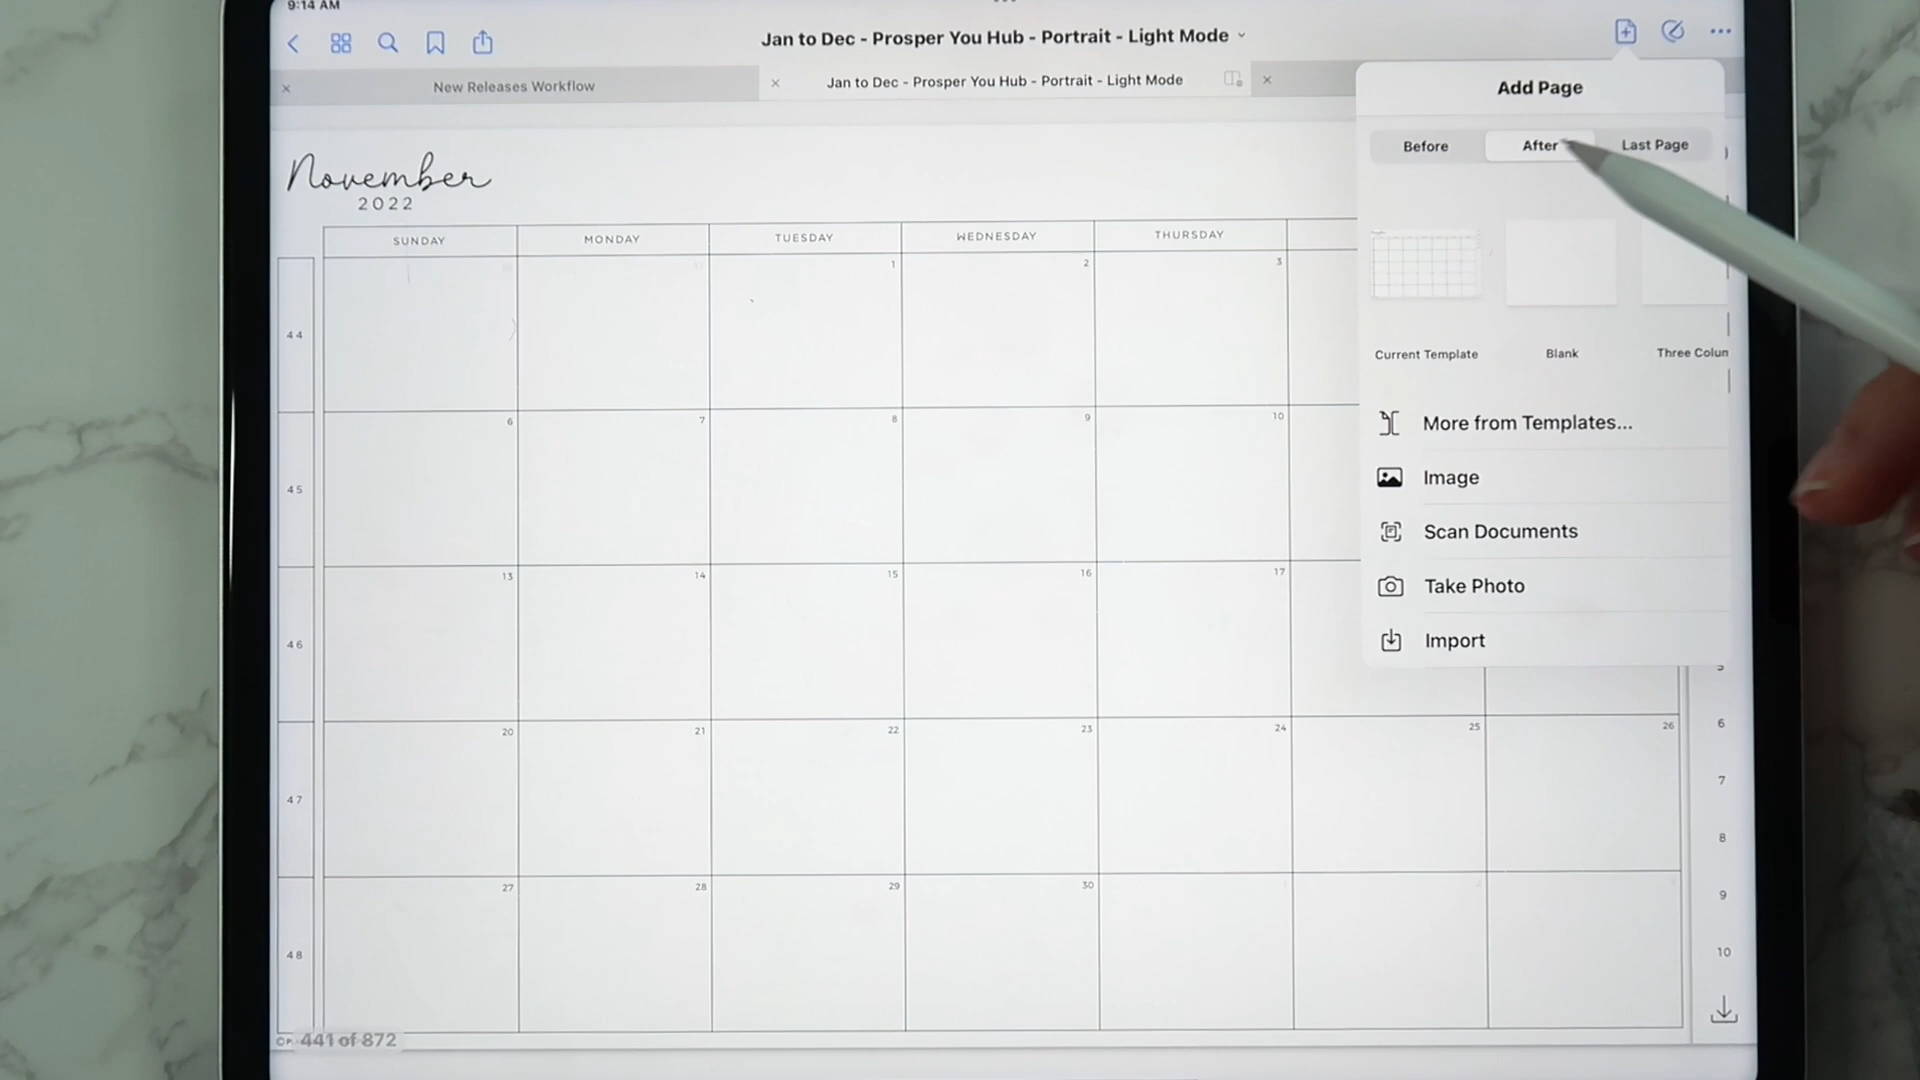 9:14 AM
Jan to Dec - Prosper You Hub - Portrait - Light Mode
New Releases Workflow
Jan to Dec - Prosper You Hub - Portrait - Light Mode
November
2022
SUNDAY MONDAY TUESDAY WEDNESDAY THURSDAY
44 1 2 3
45 6 7 8 9 10
46 13 14 15 16 17
47 20 21 22 23 24 25 26
48 27 28 29 30
441 of 872
Add Page
Before After Last Page
Current Template Blank Three Colun
More from Templates...
Image
Scan Documents
Take Photo
Import
6
7
8
9
10